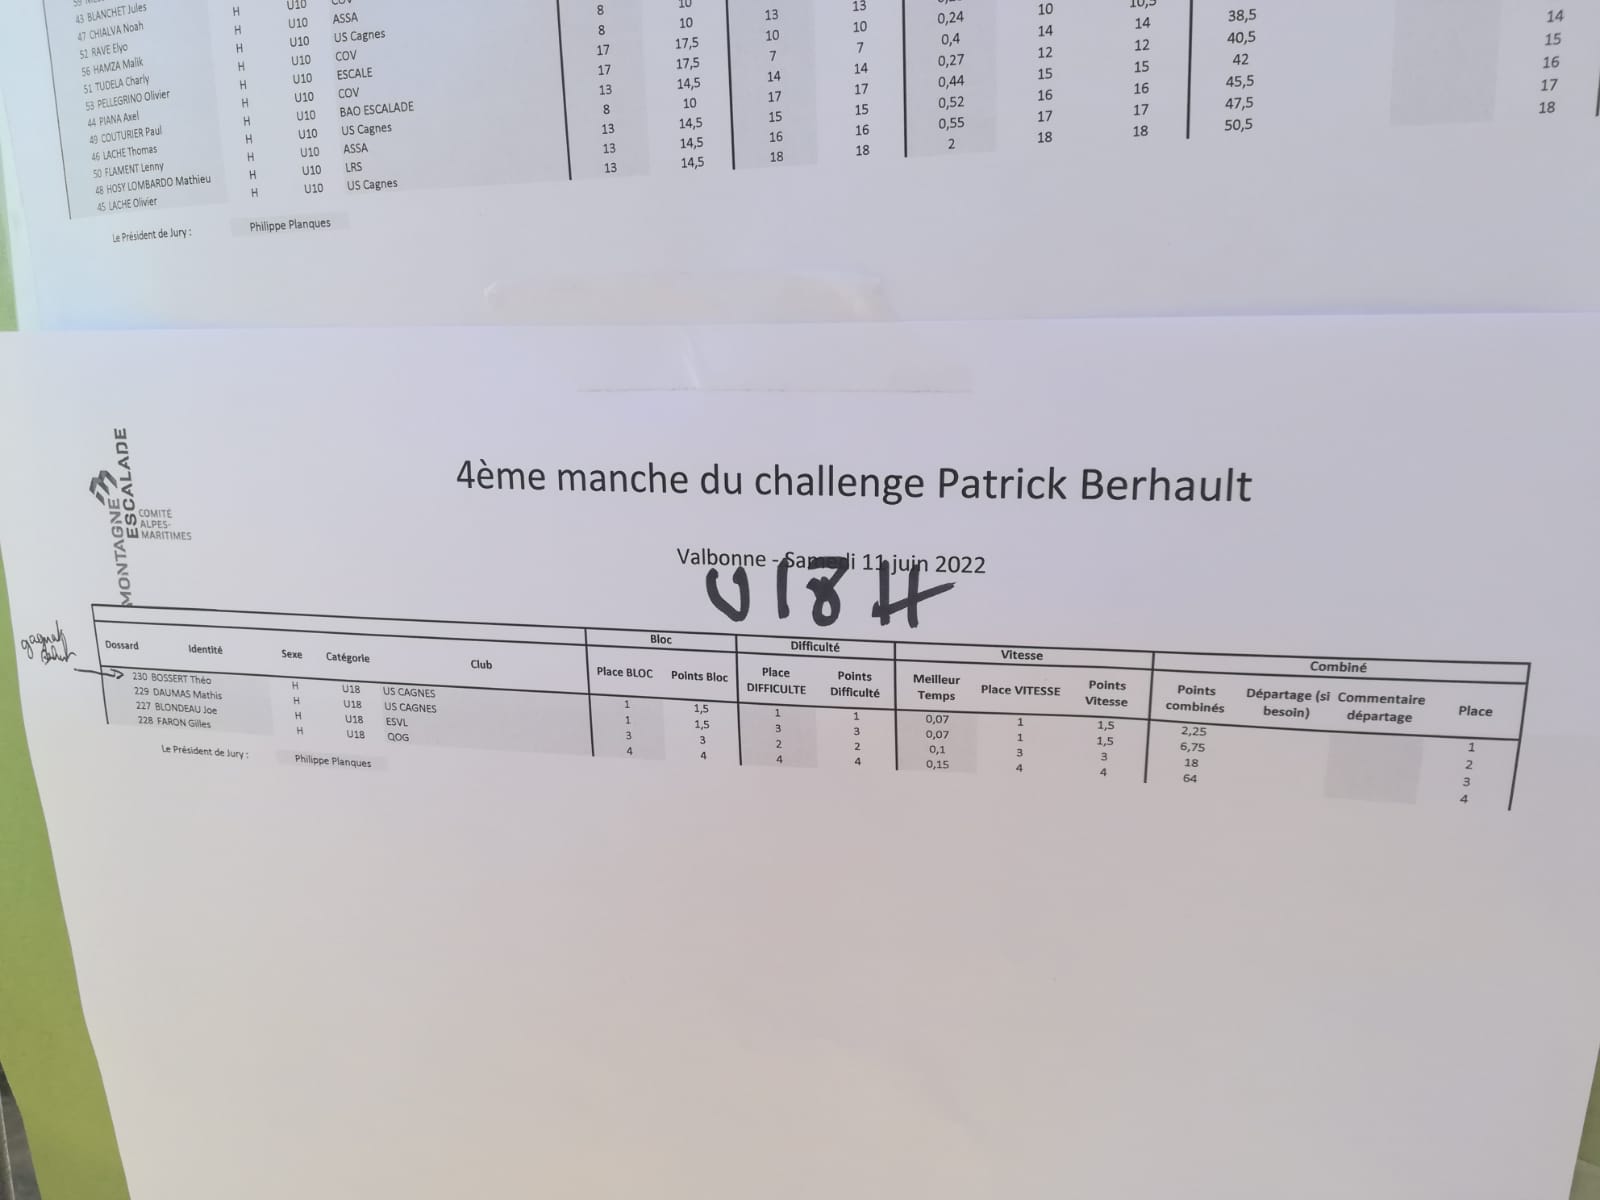 43 BLANCHET Jules
47 CHIALVA Noah H U10
52 RAVE Elyo H U10 ASSA
56 HAMZA Malik H U10 US Cagnes 8 10
51 TUDELA Charly H U10 COV 8 10 13 13
53 PELLEGRINO Olivier H U10 ESCALE 17 17,5 10 10 0,24 10 10,5
44 PIANA Axel H U10 COV 17 17,5 7 7 0,4 14 14 38,5 14
49 COUTURIER Paul H U10 BAO ESCALADE 13 14,5 14 14 0,27 12 12 40,5 15
46 LACHE Thomas H U10 US Cagnes 8 10 17 17 0,44 15 15 42 16
50 FLAMENT Lenny H U10 ASSA 13 14,5 15 15 0,52 16 16 45,5 17
48 HOSY LOMBARDO Mathieu H U10 LRS 13 14,5 16 16 0,55 17 17 47,5 18
45 LACHE Olivier H U10 US Cagnes 13 14,5 18 18 2 18 18 50,5
Le Président de Jury : Philippe Planques
MONTAGNE ESCALADE
COMITÉ
ALPES-
MARITIMES
4ème manche du challenge Patrick Berhault
Valbonne - Samedi 11 juin 2022
U18 H
Bloc Difficulté Vitesse Combiné
Dossard Identité Sexe Catégorie Club Place BLOC Points Bloc Place DIFFICULTE Points Difficulté Meilleur Temps Place VITESSE Points Vitesse Points combinés Départage (si besoin) Commentaire départage Place
230 BOSSERT Théo H U18 US CAGNES 1 1,5 1 1 0,07 1 1,5 2,25 1
229 DAUMAS Mathis H U18 US CAGNES 1 1,5 3 3 0,07 1 1,5 6,75 2
227 BLONDEAU Joe H U18 ESVL 3 3 2 2 0,1 3 3 18 3
228 FARON Gilles H U18 QOG 4 4 4 4 0,15 4 4 64 4
Le Président de Jury : Philippe Planques